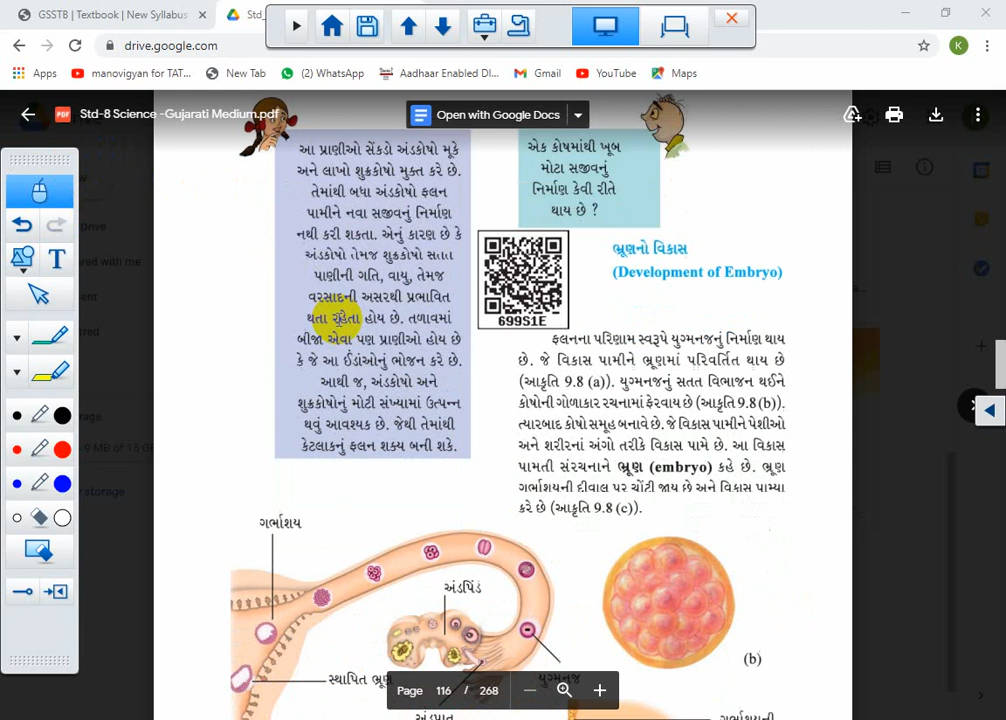 GSSTB | Textbook | New Syllabus
Std_
drive.google.com
K
Apps
manovigyan for TAT...
New Tab
(2) WhatsApp
Aadhaar Enabled DI...
Gmail
YouTube
Maps
Std-8 Science -Gujarati Medium.pdf
Open with Google Docs
આ પ્રાણીઓ સેંકડો અંડકોષો મૂકે
અને લાખો શુક્રકોષો મુક્ત કરે છે.
તેમાંથી બધા અંડકોષો ફલન
પામીને નવા સજીવનું નિર્માણ
નથી કરી શકતા. એનું કારણ છે કે
અંડકોષો તેમજ શુક્રકોષો સતત
પાણીની ગતિ, વાયુ, તેમજ
વરસાદની અસરથી પ્રભાવિત
થતા રહેતા હોય છે. તળાવમાં
બીજા એવા પણ પ્રાણીઓ હોય છે
કે જે આ ઈંડાંઓનું ભોજન કરે છે.
આથી જ, અંડકોષો અને
શુક્રકોષોનું મોટી સંખ્યામાં ઉત્પન્ન
થવું આવશ્યક છે. જેથી તેમાંથી
કેટલાકનું ફલન શક્ય બની શકે.
એક કોષમાંથી ખૂબ
મોટા સજીવનું
નિર્માણ કેવી રીતે
થાય છે ?
699S1E
ભ્રૂણનો વિકાસ
(Development of Embryo)
ફલનના પરિણામ સ્વરૂપે યુગ્મનજનું નિર્માણ થાય
છે. જે વિકાસ પામીને ભ્રૂણમાં પરિવર્તિત થાય છે
(આકૃતિ 9.8 (a)). યુગ્મનજનું સતત વિભાજન થઈને
કોષોની ગોળાકાર રચનામાં ફેરવાય છે (આકૃતિ 9.8 (b)).
ત્યારબાદ કોષો સમૂહ બનાવે છે. જે વિકાસ પામીને પેશીઓ
અને શરીરનાં અંગો તરીકે વિકાસ પામે છે. આ વિકાસ
પામતી સંરચનાને ભ્રૂણ (embryo) કહે છે. ભ્રૂણ
ગર્ભાશયની દીવાલ પર ચોંટી જાય છે અને વિકાસ પામ્યા
કરે છે (આકૃતિ 9.8 (c)).
ગર્ભાશય
અંડપિંડ
(b)
સ્થાપિત ભ્રૂણ
યુગ્મનજ
અંડપાત
ગર્ભાશયની
Page 116 / 268
T